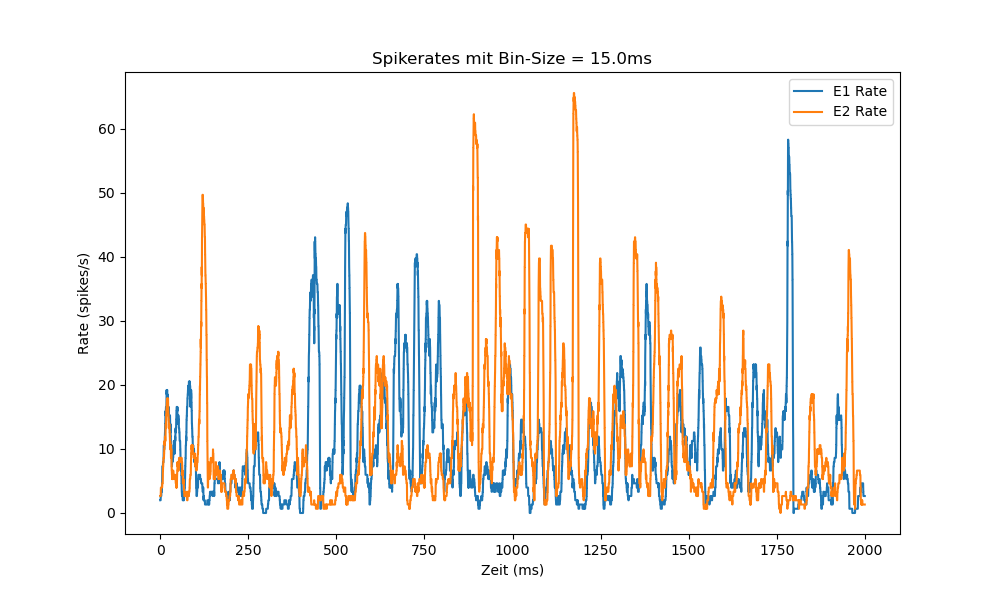 Spikerates mit Bin-Size = 15.0ms
E1 Rate
E2 Rate
Rate (spikes/s)
60
50
40
30
20
10
0
0 250 500 750 1000 1250 1500 1750 2000
Zeit (ms)